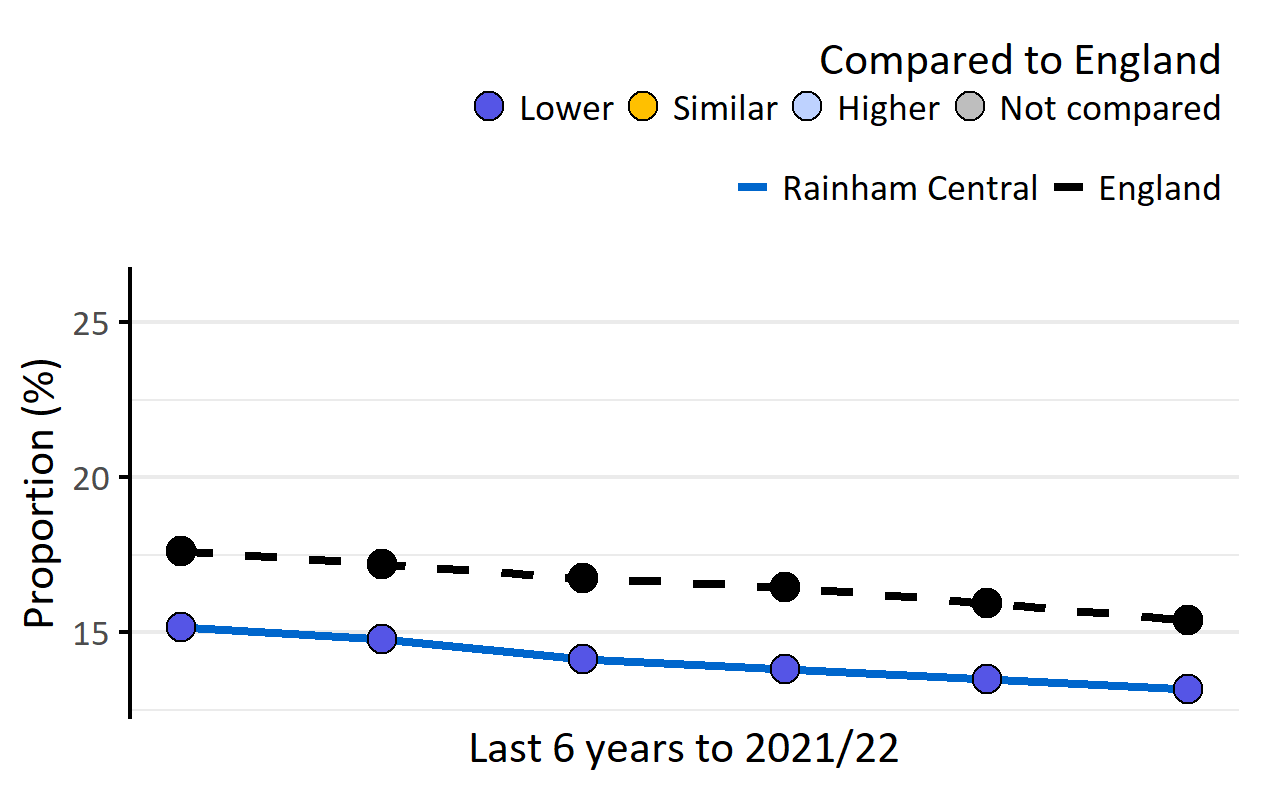 Compared to England
Lower Similar Higher Not compared
Rainham Central England
25
20
15
Proportion (%)
Last 6 years to 2021/22